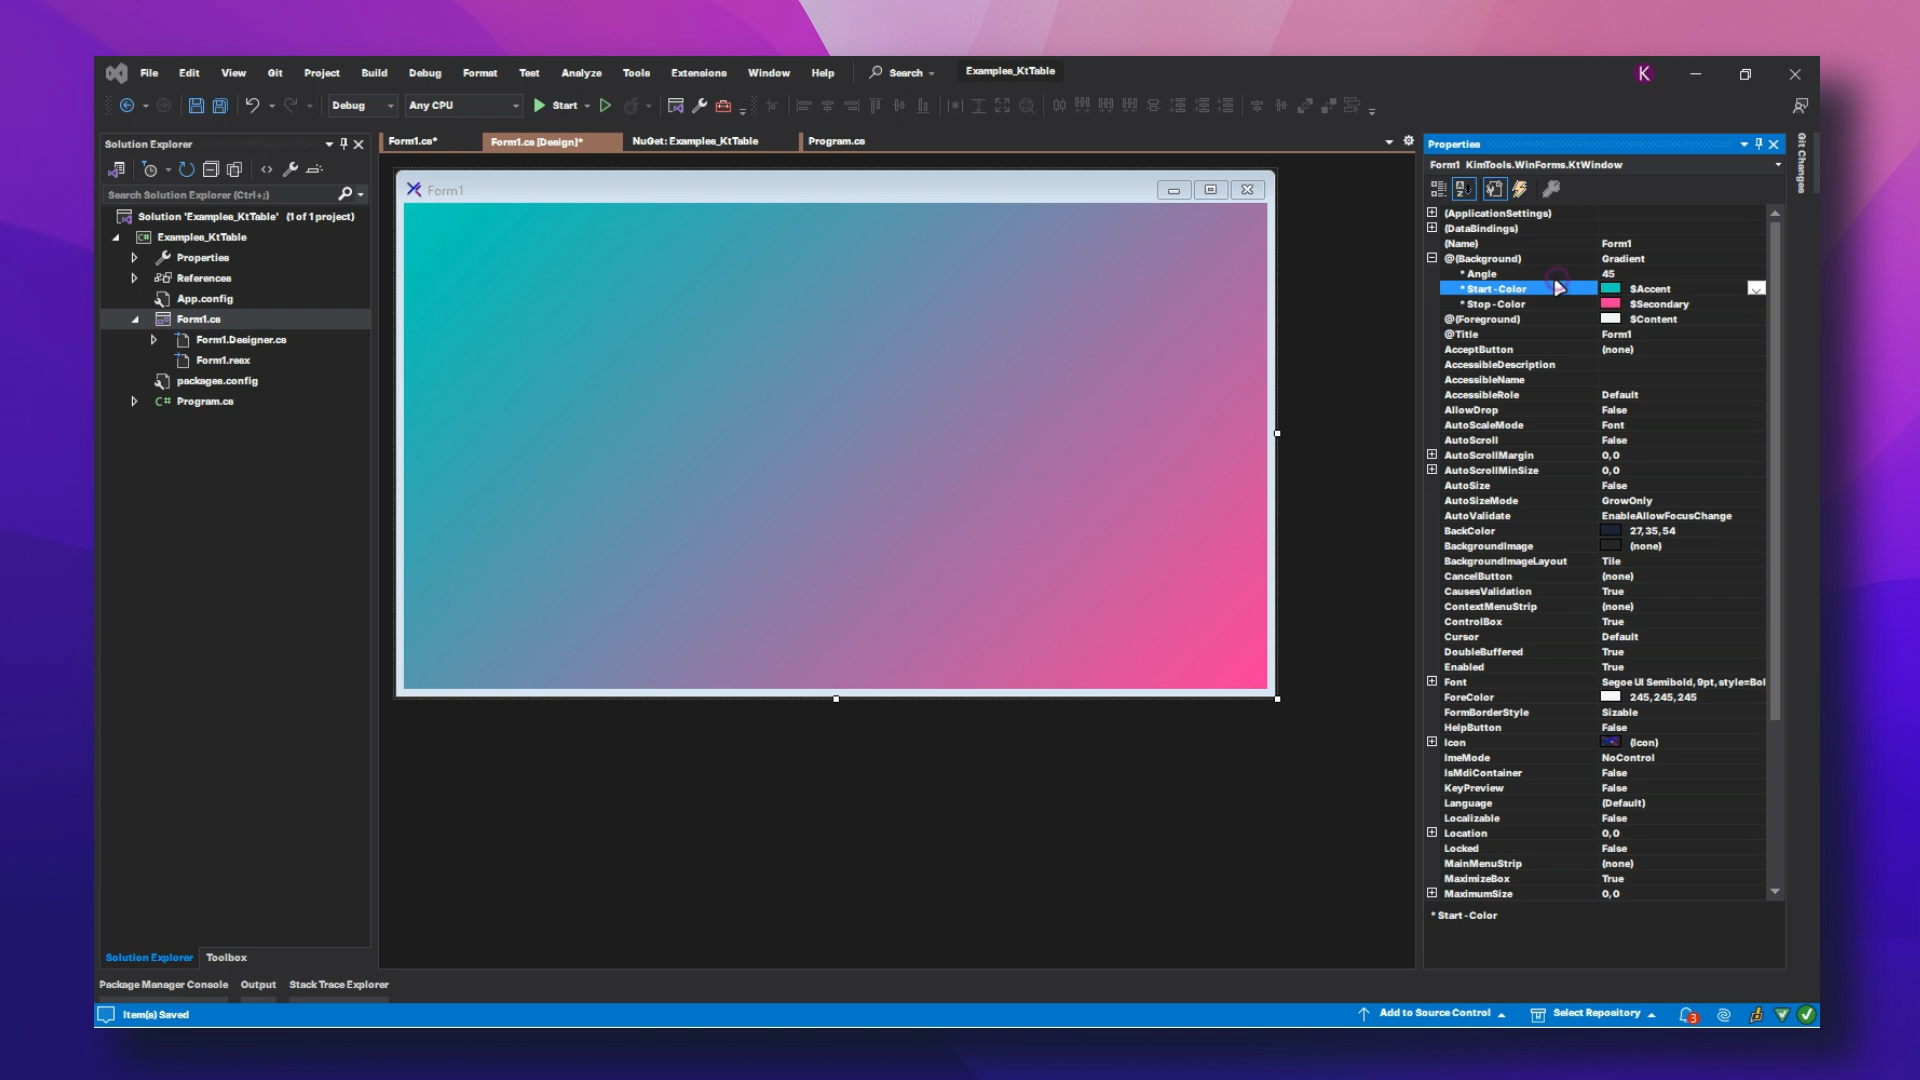 File Edit View Git Project Build Debug Format Test Analyze Tools Extensions Window Help Search Examples_KtTable K
Debug Any CPU Start
Solution Explorer
Search Solution Explorer (Ctrl+;)
Solution 'Examples_KtTable' (1 of 1 project)
C# Examples_KtTable
Properties
References
App.config
Form1.cs
Form1.Designer.cs
Form1.resx
packages.config
C# Program.cs
Solution Explorer Toolbox
Form1.cs* Form1.cs [Design]* NuGet: Examples_KtTable Program.cs
Form1
Properties
Form1 KimTools.WinForms.KtWindow
(ApplicationSettings)
(DataBindings)
(Name) Form1
@(Background) Gradient
* Angle 45
* Start-Color $Accent
* Stop-Color $Secondary
@(Foreground) $Content
@Title Form1
AcceptButton (none)
AccessibleDescription
AccessibleName
AccessibleRole Default
AllowDrop False
AutoScaleMode Font
AutoScroll False
AutoScrollMargin 0, 0
AutoScrollMinSize 0, 0
AutoSize False
AutoSizeMode GrowOnly
AutoValidate EnableAllowFocusChange
BackColor 27, 35, 54
BackgroundImage (none)
BackgroundImageLayout Tile
CancelButton (none)
CausesValidation True
ContextMenuStrip (none)
ControlBox True
Cursor Default
DoubleBuffered True
Enabled True
Font Segoe UI Semibold, 9pt, style=Bol
ForeColor 245, 245, 245
FormBorderStyle Sizable
HelpButton False
Icon (Icon)
ImeMode NoControl
IsMdiContainer False
KeyPreview False
Language (Default)
Localizable False
Location 0, 0
Locked False
MainMenuStrip (none)
MaximizeBox True
MaximumSize 0, 0
* Start-Color
Git Changes
Package Manager Console Output Stack Trace Explorer
Item(s) Saved Add to Source Control Select Repository 3